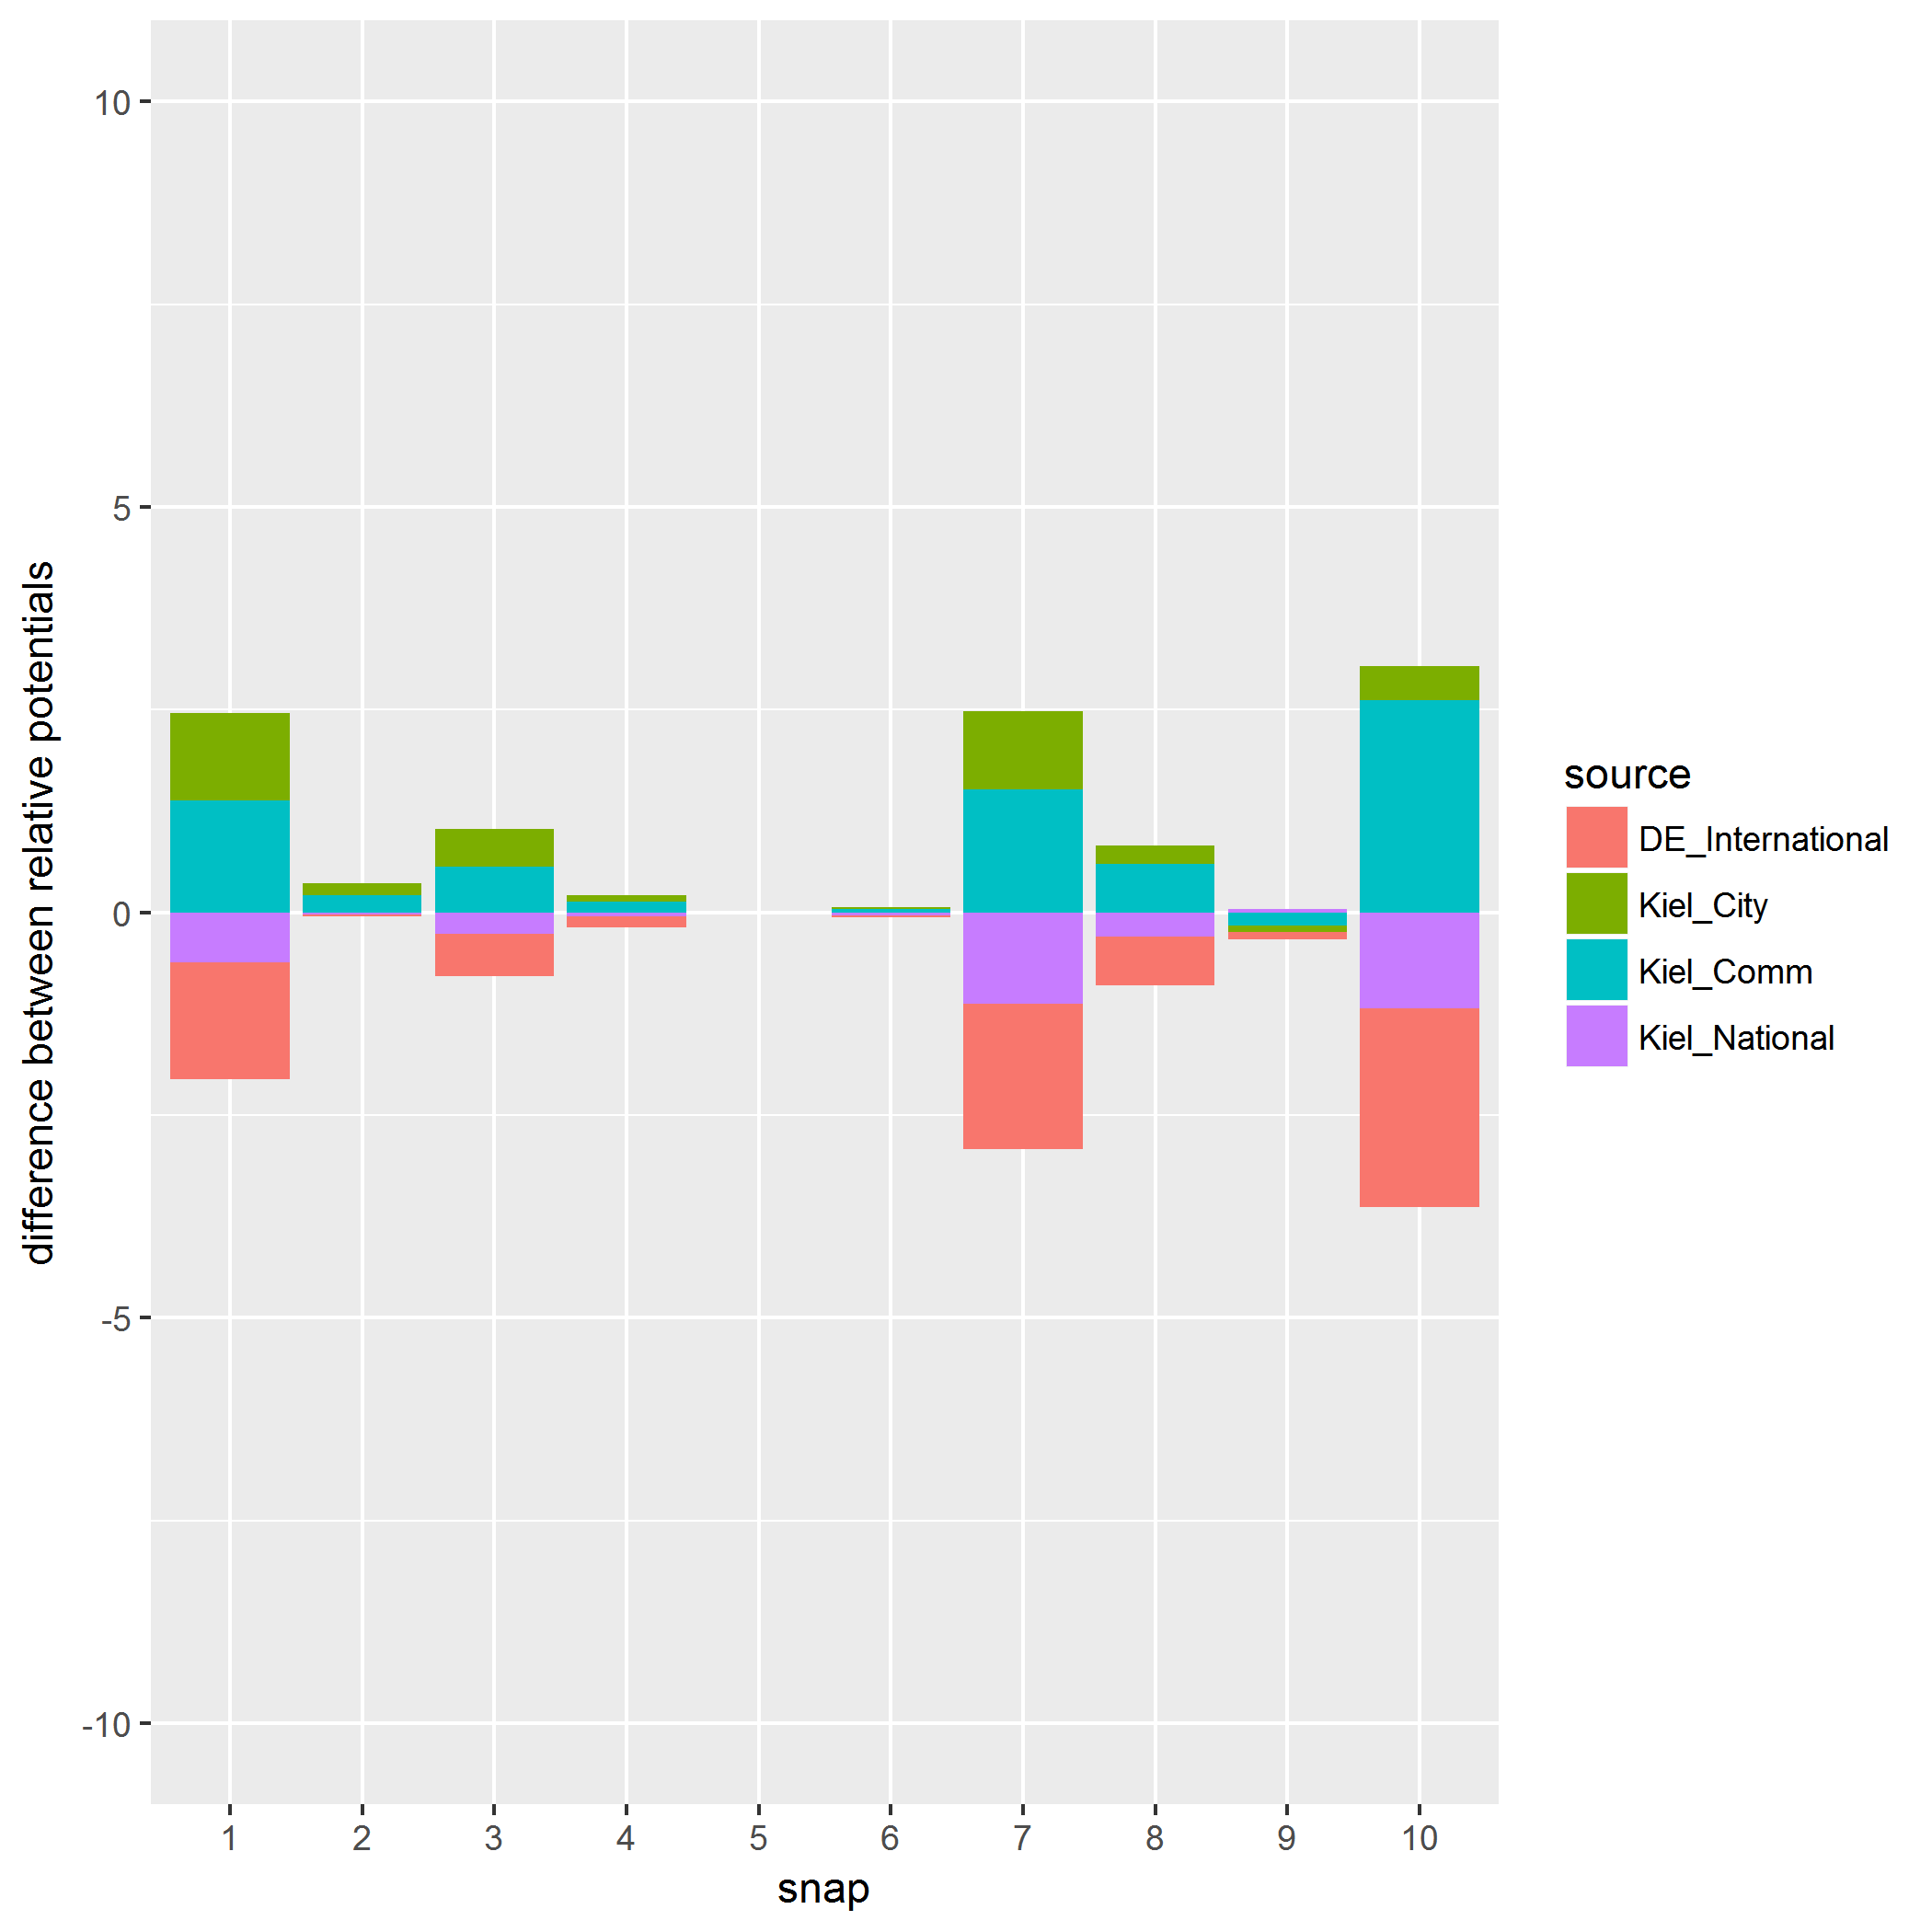 difference between relative potentials
10
5
0
-5
-10
1 2 3 4 5 6 7 8 9 10
snap
source
DE_International
Kiel_City
Kiel_Comm
Kiel_National